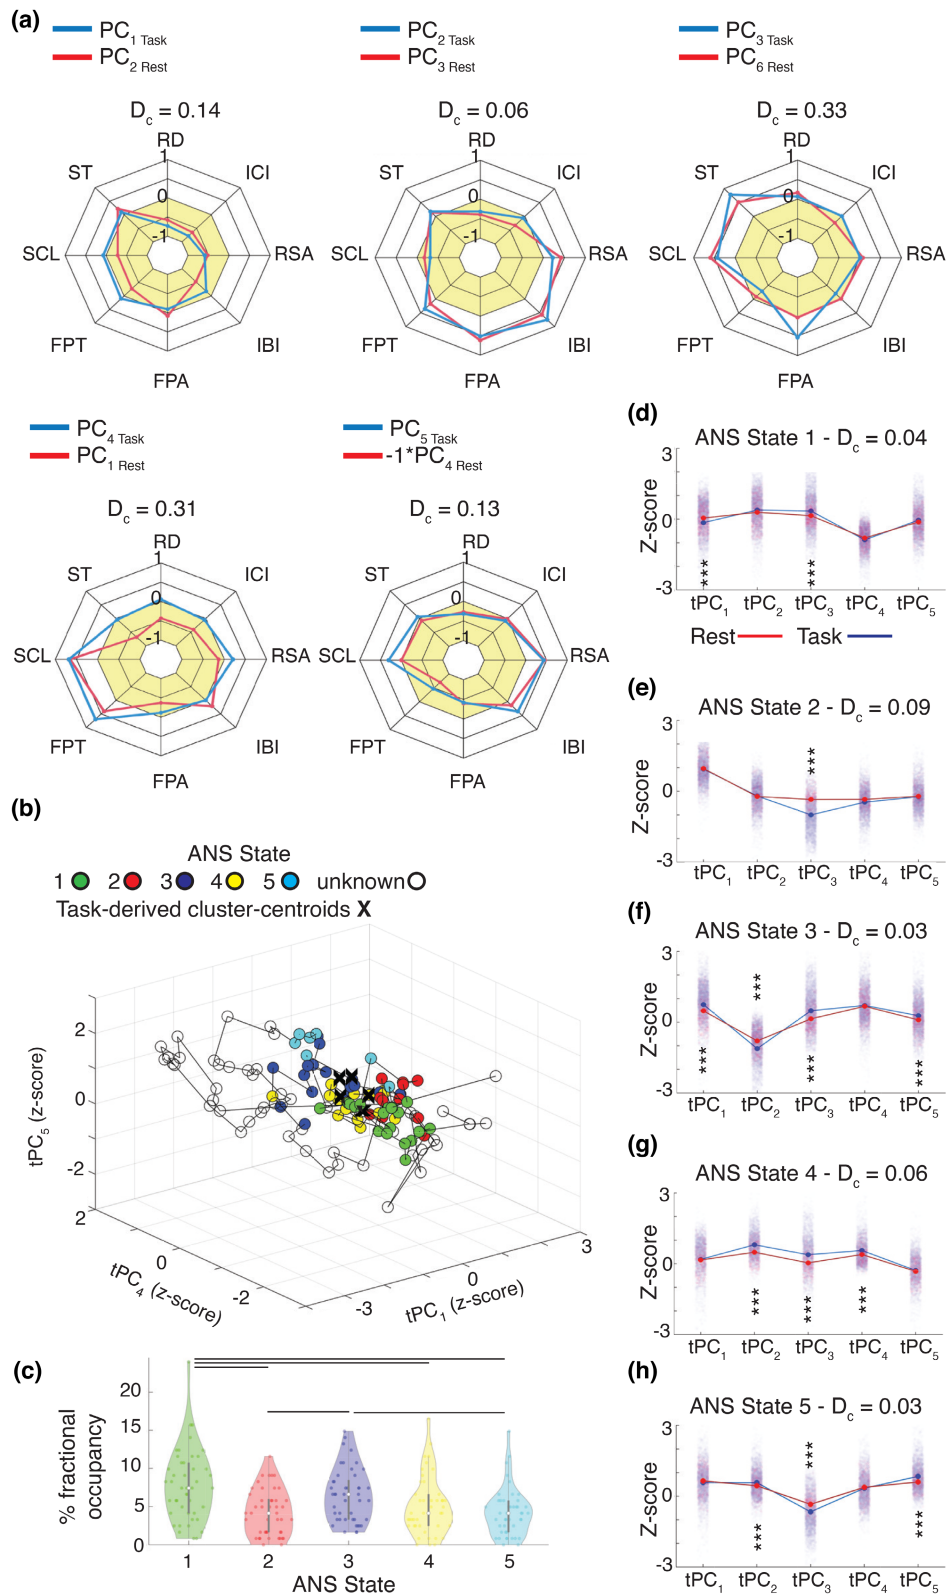 (a)
PC1 Task
PC2 Rest
PC2 Task
PC3 Rest
PC3 Task
PC6 Rest
Dc = 0.14
Dc = 0.06
Dc = 0.33
RD
1
ST
ICI
0
-1
SCL
RSA
FPT
IBI
FPA
RD
1
ST
ICI
0
-1
SCL
RSA
FPT
IBI
FPA
RD
1
ST
ICI
0
-1
SCL
RSA
FPT
IBI
FPA
PC4 Task
PC1 Rest
PC5 Task
-1*PC4 Rest
Dc = 0.31
Dc = 0.13
RD
1
ST
ICI
0
-1
SCL
RSA
FPT
IBI
FPA
RD
1
ST
ICI
0
-1
SCL
RSA
FPT
IBI
FPA
(b)
ANS State
1 2 3 4 5 unknown
Task-derived cluster-centroids X
tPC5 (z-score)
2
0
-2
2
0
-2
tPC4 (z-score)
-3
0
3
tPC1 (z-score)
(c)
% fractional occupancy
20
15
10
5
0
1 2 3 4 5
ANS State
(d)
ANS State 1 - Dc = 0.04
Z-score
3
0
-3
***
***
tPC1 tPC2 tPC3 tPC4 tPC5
Rest Task
(e)
ANS State 2 - Dc = 0.09
Z-score
3
0
-3
***
tPC1 tPC2 tPC3 tPC4 tPC5
(f)
ANS State 3 - Dc = 0.03
Z-score
3
0
-3
***
***
***
***
tPC1 tPC2 tPC3 tPC4 tPC5
(g)
ANS State 4 - Dc = 0.06
Z-score
3
0
-3
***
***
***
tPC1 tPC2 tPC3 tPC4 tPC5
(h)
ANS State 5 - Dc = 0.03
Z-score
3
0
-3
***
***
***
tPC1 tPC2 tPC3 tPC4 tPC5